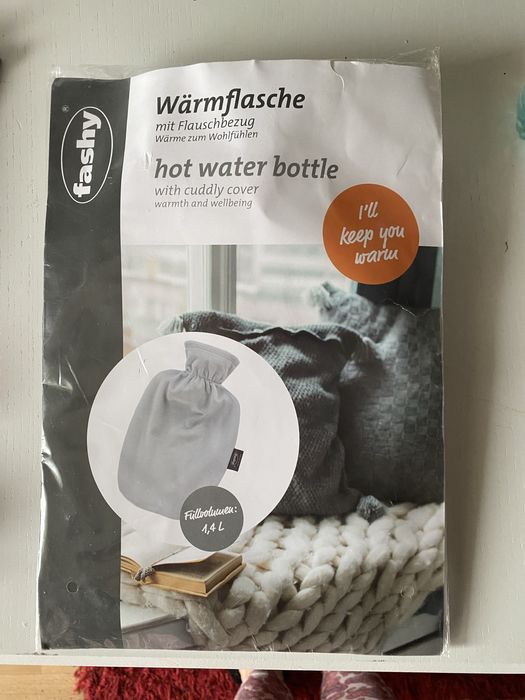 fashy
Wärmflasche
mit Flauschbezug
Wärme zum Wohlfühlen
hot water bottle
with cuddly cover
warmth and wellbeing
I'll
keep you
warm
Füllvolumen:
1,4 L